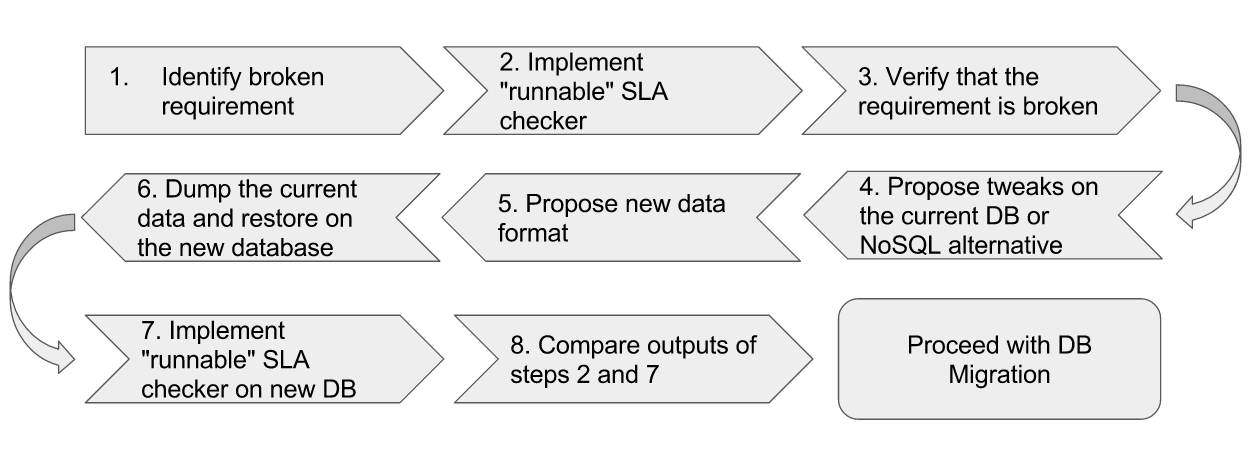 1. Identify broken
requirement
2. Implement
"runnable" SLA
checker
3. Verify that the
requirement is broken
4. Propose tweaks on
the current DB or
NoSQL alternative
5. Propose new data
format
6. Dump the current
data and restore on
the new database
7. Implement
"runnable" SLA
checker on new DB
8. Compare outputs of
steps 2 and 7
Proceed with DB
Migration